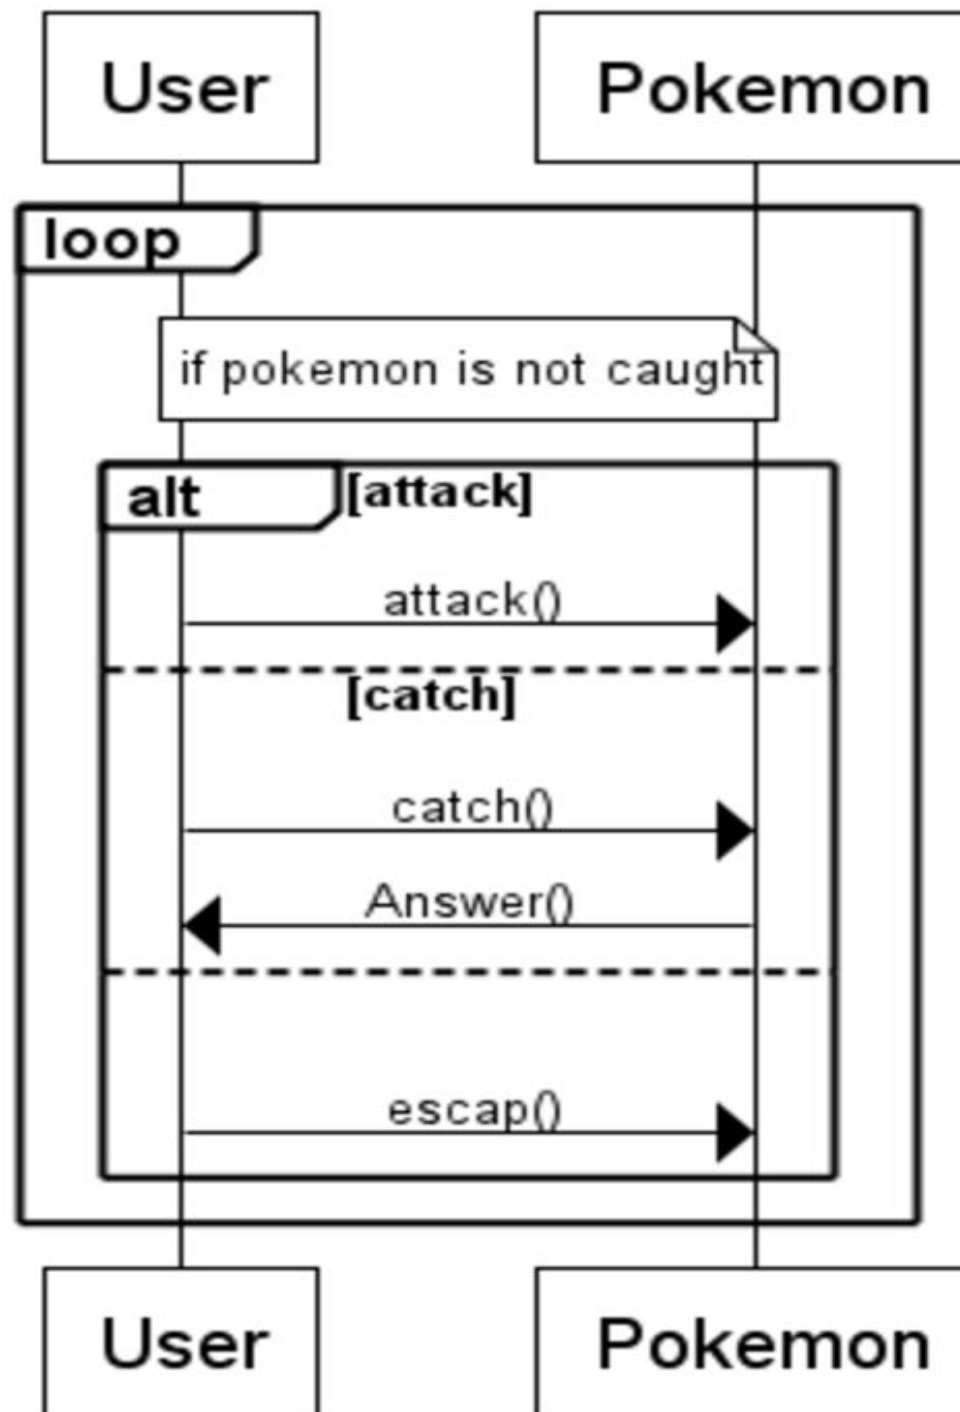 User Pokemon
loop
if pokemon is not caught
alt [attack]
attack()
[catch]
catch()
Answer()
escap()
User Pokemon